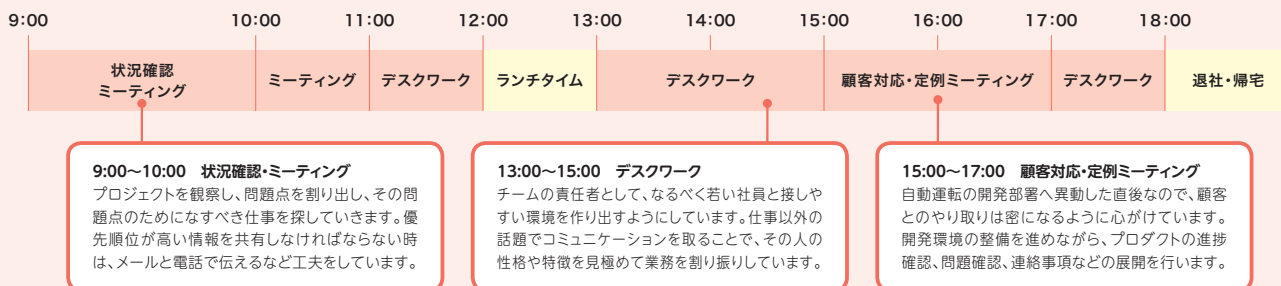 9:00 10:00 11:00 12:00 13:00 14:00 15:00 16:00 17:00 18:00
状況確認
ミーティング
ミーティング
デスクワーク
ランチタイム
デスクワーク
顧客対応・定例ミーティング
デスクワーク
退社・帰宅
9:00〜10:00 状況確認・ミーティング
プロジェクトを観察し、問題点を割り出し、その問
題点のためになすべき仕事を探していきます。優
先順位が高い情報を共有しなければならない時
は、メールと電話で伝えるなど工夫をしています。
13:00〜15:00 デスクワーク
チームの責任者として、なるべく若い社員と接しや
すい環境を作り出すようにしています。仕事以外の
話題でコミュニケーションを取ることで、その人の
性格や特徴を見極めて業務を割り振りしています。
15:00〜17:00 顧客対応・定例ミーティング
自動運転の開発部署へ異動した直後なので、顧客
とのやり取りは密になるように心がけています。
開発環境の整備を進めながら、プロダクトの進捗
確認、問題確認、連絡事項などの展開を行います。